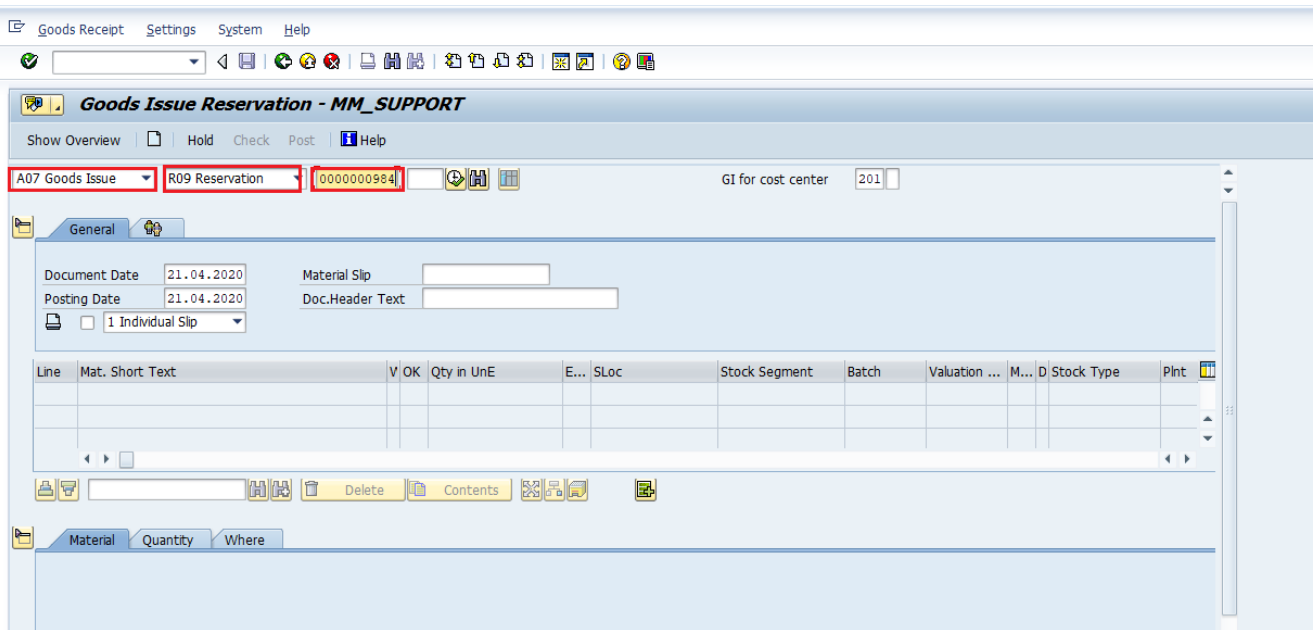 Goods Receipt Settings System Help
Goods Issue Reservation - MM_SUPPORT
Show Overview Hold Check Post Help
A07 Goods Issue R09 Reservation 0000000984 GI for cost center 201
General
Document Date 21.04.2020 Material Slip
Posting Date 21.04.2020 Doc.Header Text
1 Individual Slip
Line Mat. Short Text V OK Qty in UnE E... SLoc Stock Segment Batch Valuation ... M... D Stock Type Plnt
Delete Contents
Material Quantity Where